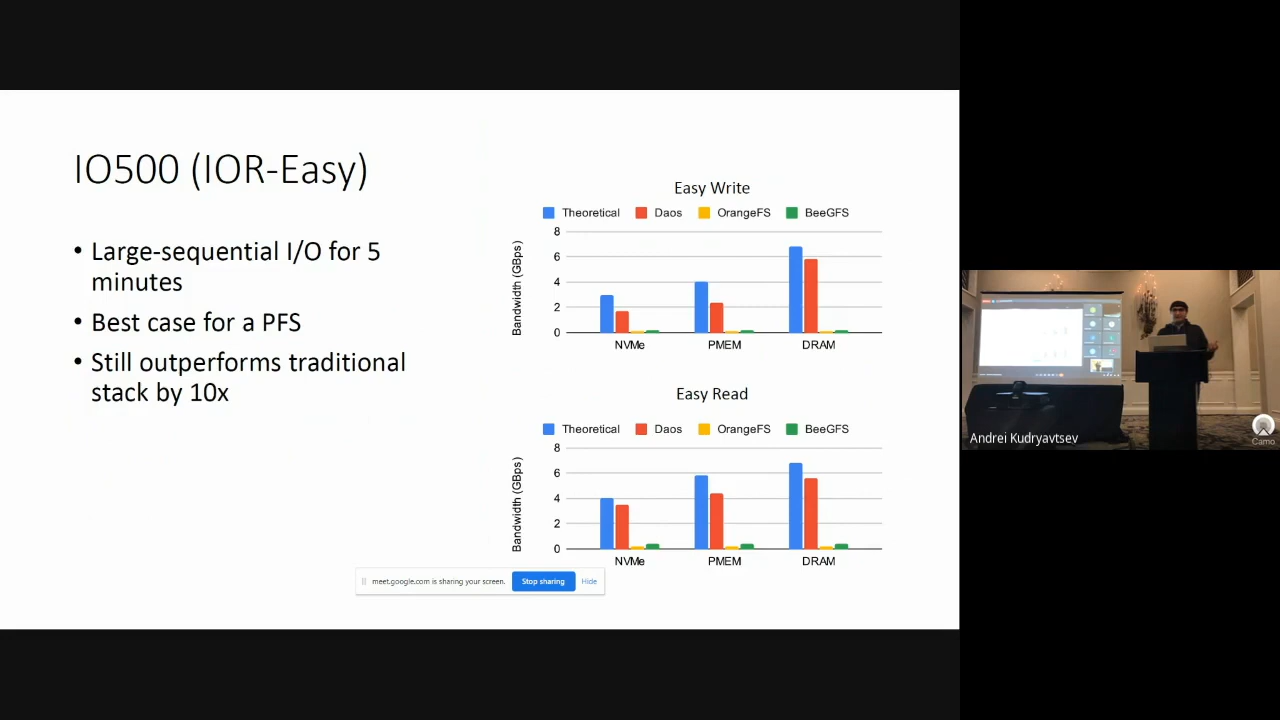 IO500 (IOR-Easy)
• Large-sequential I/O for 5
minutes
• Best case for a PFS
• Still outperforms traditional
stack by 10x
Easy Write
Theoretical Daos OrangeFS BeeGFS
Bandwidth (GBps)
8
6
4
2
0
NVMe PMEM DRAM
Easy Read
Theoretical Daos OrangeFS BeeGFS
Bandwidth (GBps)
8
6
4
2
0
NVMe PMEM DRAM
meet.google.com is sharing your screen. Stop sharing Hide
Andrei Kudryavtsev
Camo